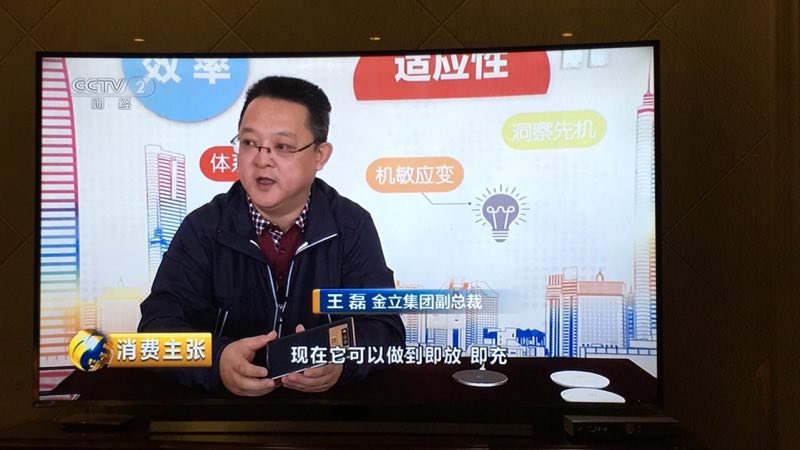 CCTV 2
财 经
效率
适应性
洞察先机
体系
机敏应变
王 磊 金立集团副总裁
消费主张
现在它可以做到即放 即充